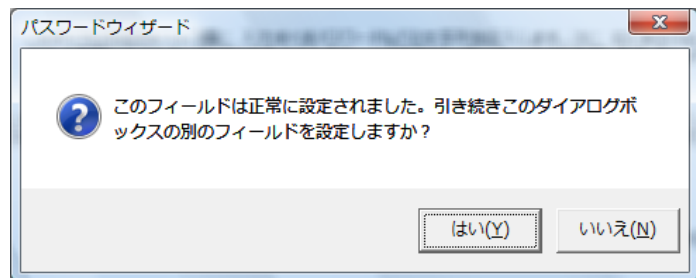 パスワードウィザード
このフィールドは正常に設定されました。引き続きこのダイアログボ
ックスの別のフィールドを設定しますか？
はい(Y)
いいえ(N)